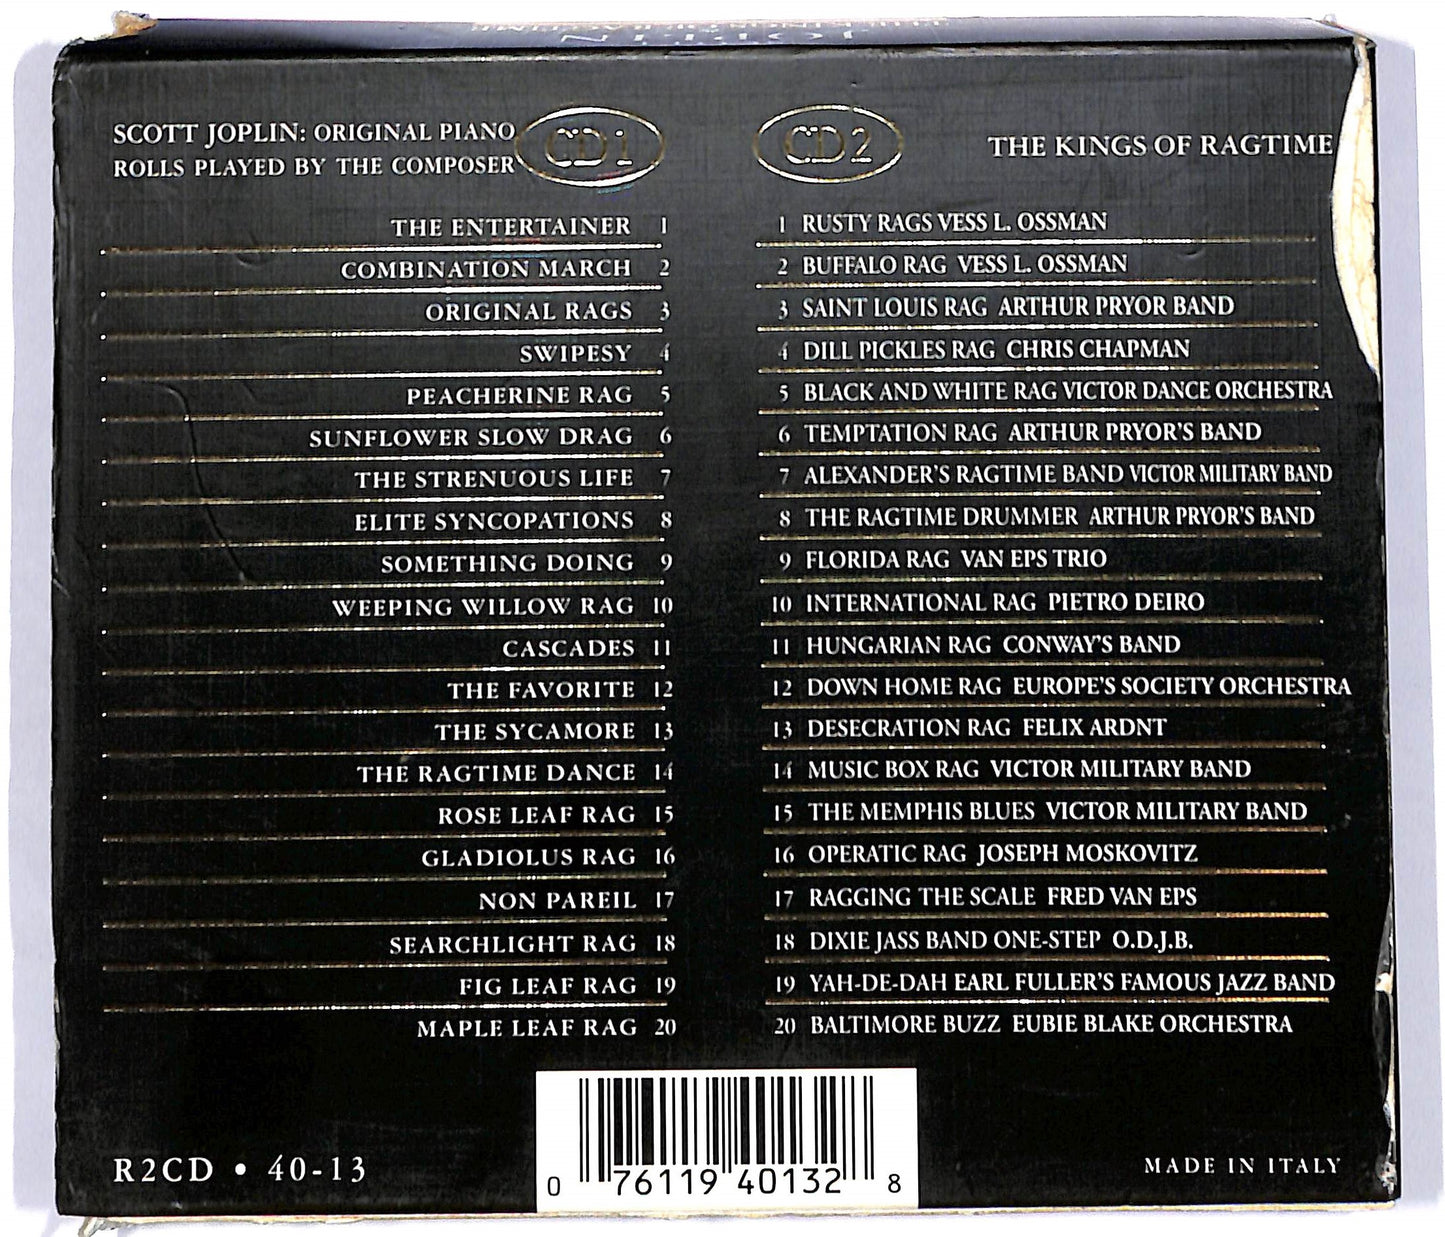 JOPLIN
SCOTT JOPLIN: ORIGINAL PIANO
ROLLS PLAYED BY THE COMPOSER
CD 1
THE ENTERTAINER 1
COMBINATION MARCH 2
ORIGINAL RAGS 3
SWIPESY 4
PEACHERINE RAG 5
SUNFLOWER SLOW DRAG 6
THE STRENUOUS LIFE 7
ELITE SYNCOPATIONS 8
SOMETHING DOING 9
WEEPING WILLOW RAG 10
CASCADES 11
THE FAVORITE 12
THE SYCAMORE 13
THE RAGTIME DANCE 14
ROSE LEAF RAG 15
GLADIOLUS RAG 16
NON PAREIL 17
SEARCHLIGHT RAG 18
FIG LEAF RAG 19
MAPLE LEAF RAG 20
CD 2
THE KINGS OF RAGTIME
1 RUSTY RAGS VESS L. OSSMAN
2 BUFFALO RAG VESS L. OSSMAN
3 SAINT LOUIS RAG ARTHUR PRYOR BAND
4 DILL PICKLES RAG CHRIS CHAPMAN
5 BLACK AND WHITE RAG VICTOR DANCE ORCHESTRA
6 TEMPTATION RAG ARTHUR PRYOR'S BAND
7 ALEXANDER'S RAGTIME BAND VICTOR MILITARY BAND
8 THE RAGTIME DRUMMER ARTHUR PRYOR'S BAND
9 FLORIDA RAG VAN EPS TRIO
10 INTERNATIONAL RAG PIETRO DEIRO
11 HUNGARIAN RAG CONWAY'S BAND
12 DOWN HOME RAG EUROPE'S SOCIETY ORCHESTRA
13 DESECRATION RAG FELIX ARDNT
14 MUSIC BOX RAG VICTOR MILITARY BAND
15 THE MEMPHIS BLUES VICTOR MILITARY BAND
16 OPERATIC RAG JOSEPH MOSKOVITZ
17 RAGGING THE SCALE FRED VAN EPS
18 DIXIE JASS BAND ONE-STEP O.D.J.B.
19 YAH-DE-DAH EARL FULLER'S FAMOUS JAZZ BAND
20 BALTIMORE BUZZ EUBIE BLAKE ORCHESTRA
R2CD • 40-13
0 76119 40132 8
MADE IN ITALY